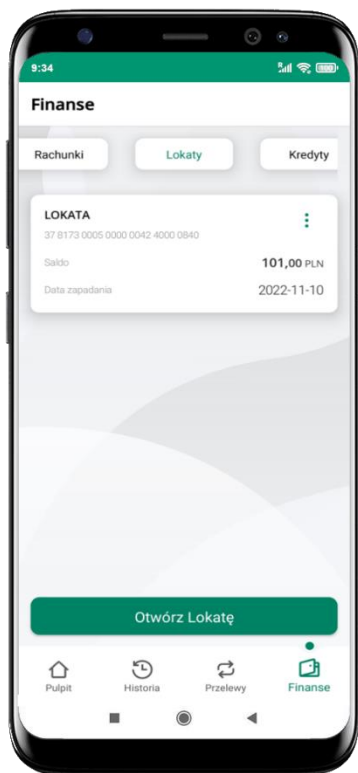 9:34
Finanse
Rachunki
Lokaty
Kredyty
LOKATA
37 8173 0005 0000 0042 4000 0840
Saldo 101,00 PLN
Data zapadania 2022-11-10
Otwórz Lokatę
Pulpit Historia Przelewy Finanse